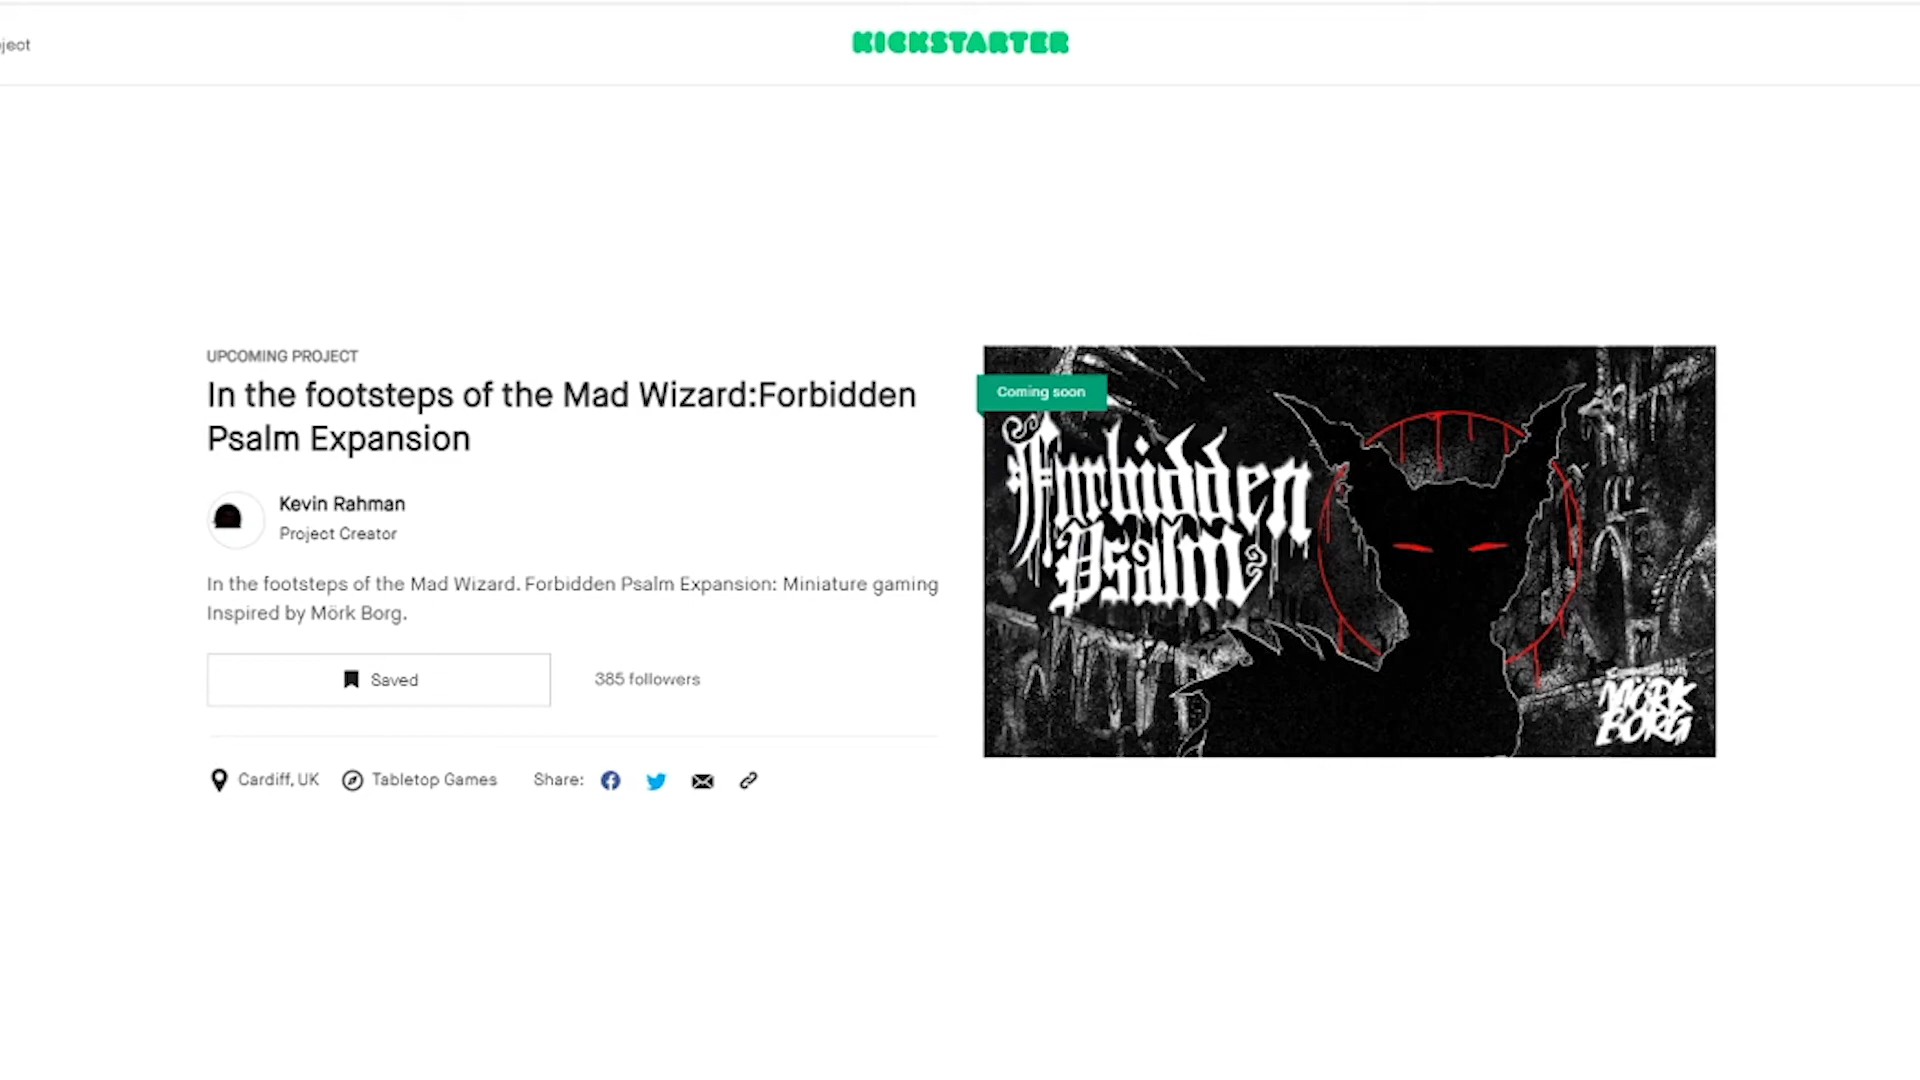 ject
KICKSTARTER
UPCOMING PROJECT
In the footsteps of the Mad Wizard:Forbidden
Psalm Expansion
Kevin Rahman
Project Creator
In the footsteps of the Mad Wizard. Forbidden Psalm Expansion: Miniature gaming
Inspired by Mörk Borg.
Saved
385 followers
Cardiff, UK
Tabletop Games
Share:
Coming soon
Forbidden
Psalm
MÖRK
BORG